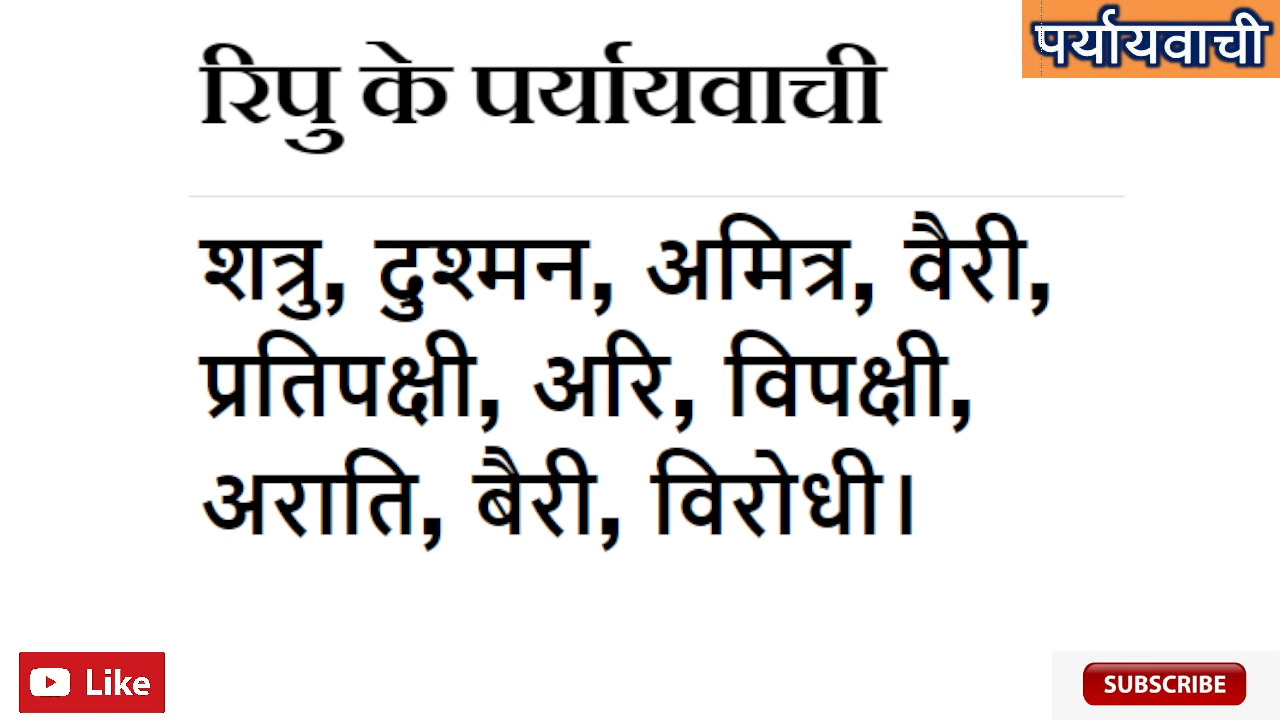 पर्यायवाची
रिपु के पर्यायवाची
शत्रु, दुश्मन, अमित्र, वैरी,
प्रतिपक्षी, अरि, विपक्षी,
अराति, बैरी, विरोधी।
Like
SUBSCRIBE